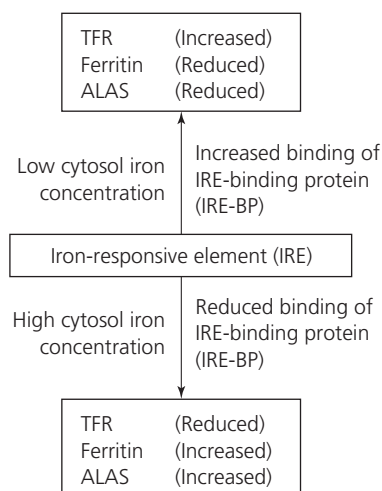 TFR (Increased)
Ferritin (Reduced)
ALAS (Reduced)
Low cytosol iron
concentration
Increased binding of
IRE-binding protein
(IRE-BP)
Iron-responsive element (IRE)
High cytosol iron
concentration
Reduced binding of
IRE-binding protein
(IRE-BP)
TFR (Reduced)
Ferritin (Increased)
ALAS (Increased)